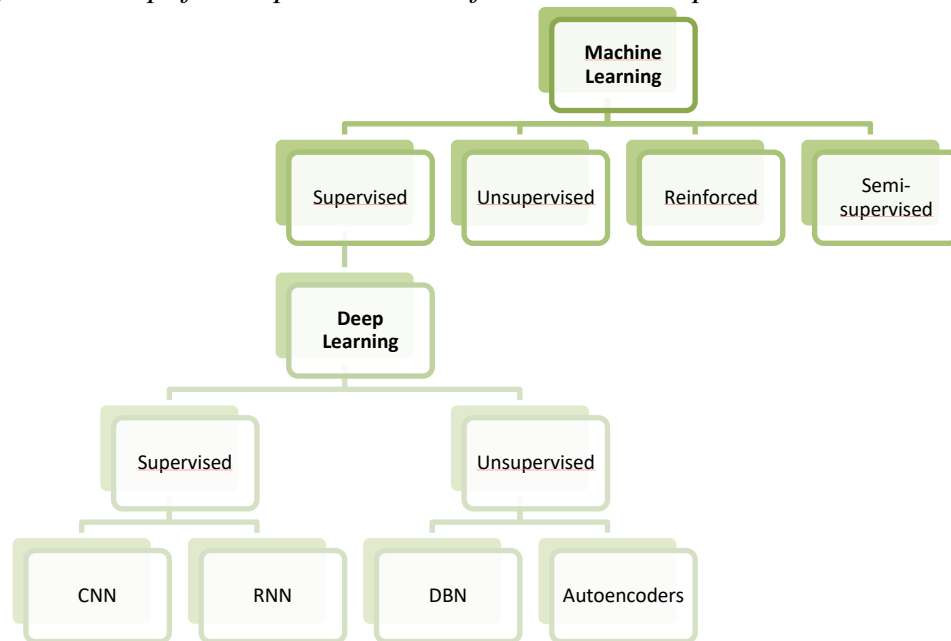 Machine
Learning
Supervised
Unsupervised
Reinforced
Semi-
supervised
Deep
Learning
Supervised
Unsupervised
CNN
RNN
DBN
Autoencoders